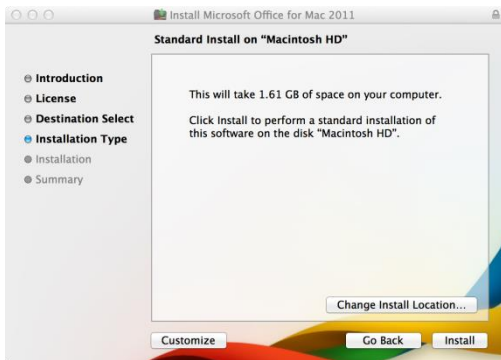 Install Microsoft Office for Mac 2011
Standard Install on “Macintosh HD”
Introduction
License
Destination Select
Installation Type
Installation
Summary
This will take 1.61 GB of space on your computer.
Click Install to perform a standard installation of
this software on the disk “Macintosh HD”.
Change Install Location...
Customize
Go Back
Install